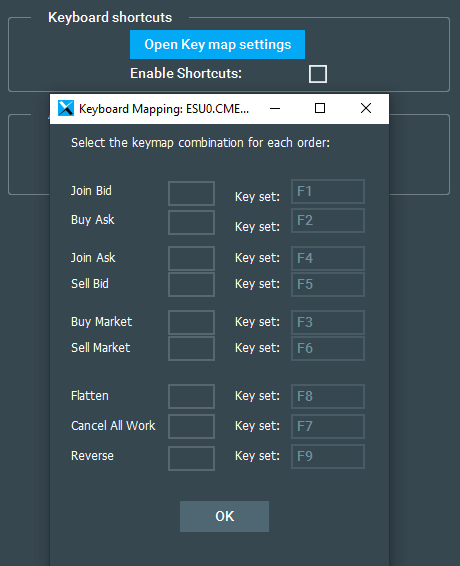 Keyboard shortcuts
Open Key map settings
Enable Shortcuts:
Keyboard Mapping: ESU0.CME...
Select the keymap combination for each order:
Join Bid Key set: F1
Buy Ask Key set: F2
Join Ask Key set: F4
Sell Bid Key set: F5
Buy Market Key set: F3
Sell Market Key set: F6
Flatten Key set: F8
Cancel All Work Key set: F7
Reverse Key set: F9
OK